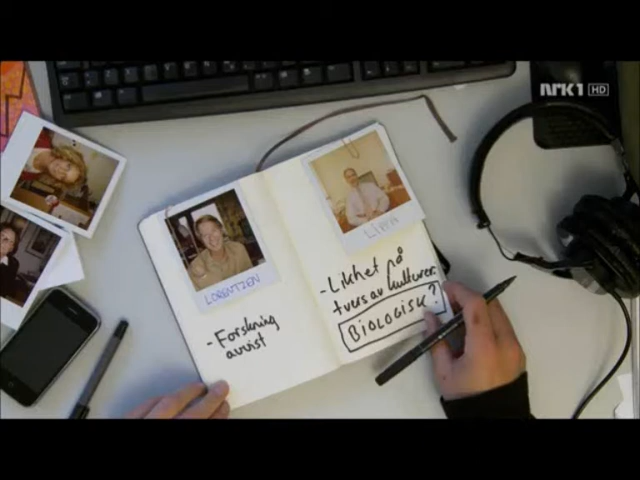 NRK1 HD
LORENTZEN
LIPPA
- Forskning
avvist
- Likhet på
tvers av kulturer.
BIOLOGISK?